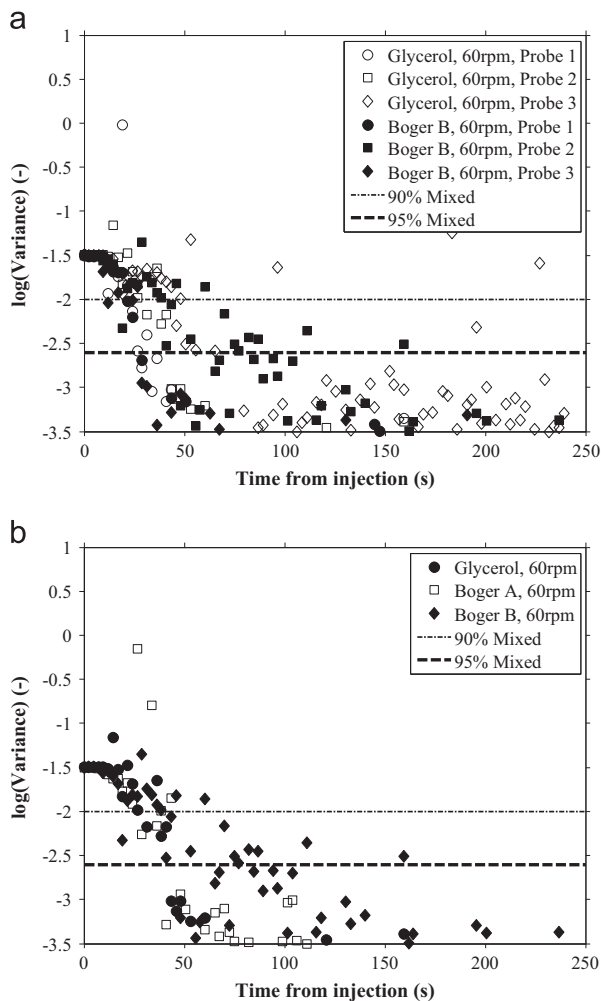 a
1
0.5
0
-0.5
-1
-1.5
-2
-2.5
-3
-3.5
log(Variance) (-)
Glycerol, 60rpm, Probe 1
Glycerol, 60rpm, Probe 2
Glycerol, 60rpm, Probe 3
Boger B, 60rpm, Probe 1
Boger B, 60rpm, Probe 2
Boger B, 60rpm, Probe 3
90% Mixed
95% Mixed
0 50 100 150 200 250
Time from injection (s)
b
1
0.5
0
-0.5
-1
-1.5
-2
-2.5
-3
-3.5
log(Variance) (-)
Glycerol, 60rpm
Boger A, 60rpm
Boger B, 60rpm
90% Mixed
95% Mixed
0 50 100 150 200 250
Time from injection (s)